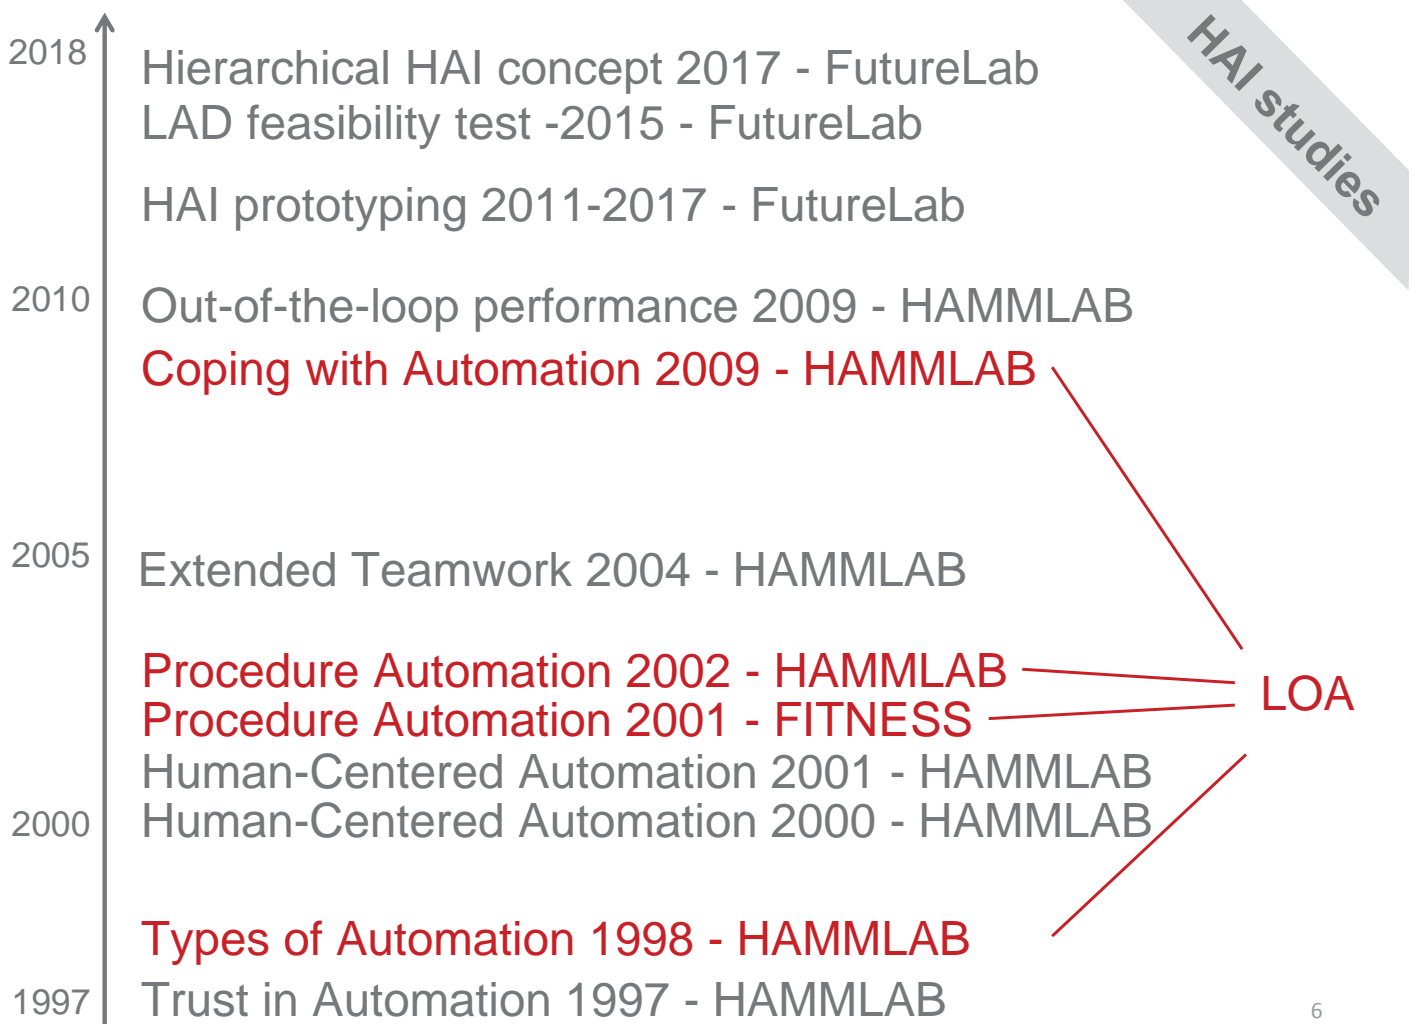 HAI studies
2018
Hierarchical HAI concept 2017 - FutureLab
LAD feasibility test -2015 - FutureLab
HAI prototyping 2011-2017 - FutureLab
2010
Out-of-the-loop performance 2009 - HAMMLAB
Coping with Automation 2009 - HAMMLAB
2005
Extended Teamwork 2004 - HAMMLAB
Procedure Automation 2002 - HAMMLAB
LOA
Procedure Automation 2001 - FITNESS
Human-Centered Automation 2001 - HAMMLAB
2000
Human-Centered Automation 2000 - HAMMLAB
Types of Automation 1998 - HAMMLAB
1997
Trust in Automation 1997 - HAMMLAB
6